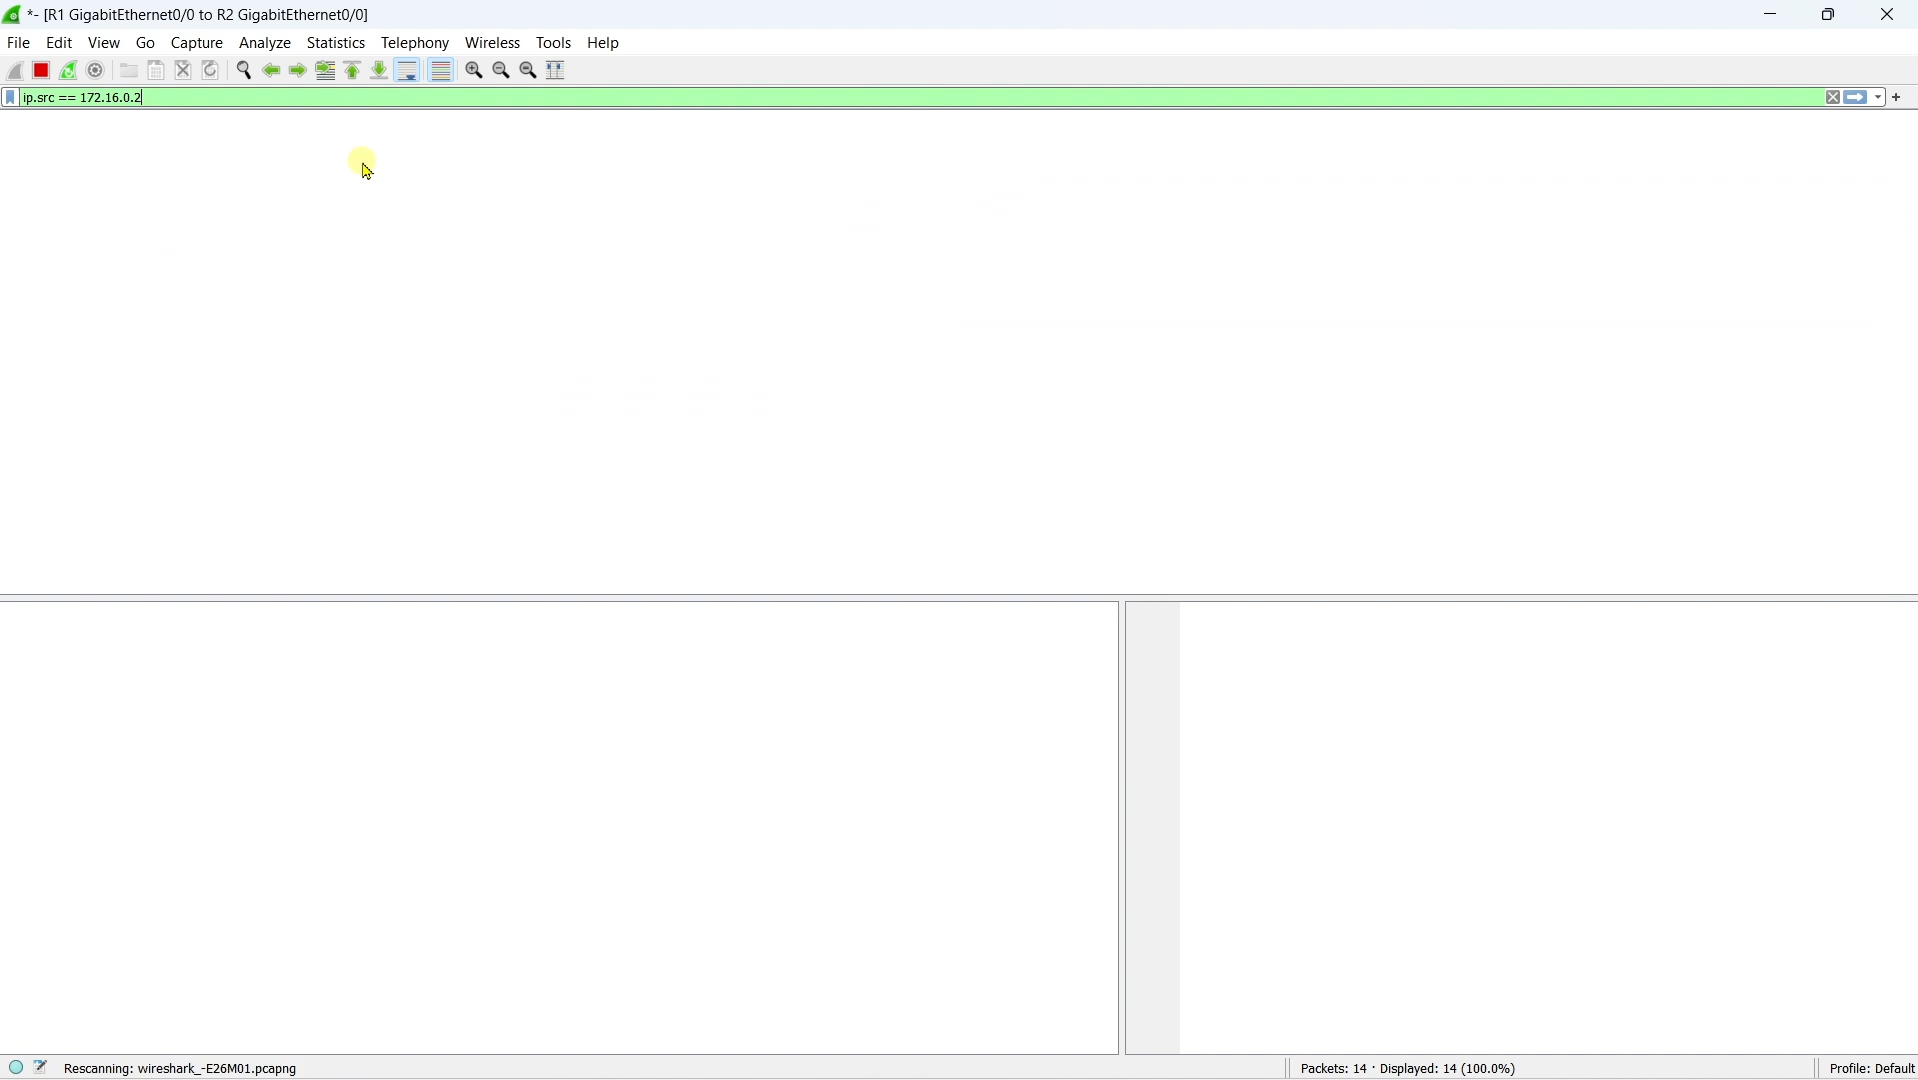 *- [R1 GigabitEthernet0/0 to R2 GigabitEthernet0/0]
File Edit View Go Capture Analyze Statistics Telephony Wireless Tools Help
ip.src == 172.16.0.2
Rescanning: wireshark_-E26M01.pcapng Packets: 14 · Displayed: 14 (100.0%) Profile: Default